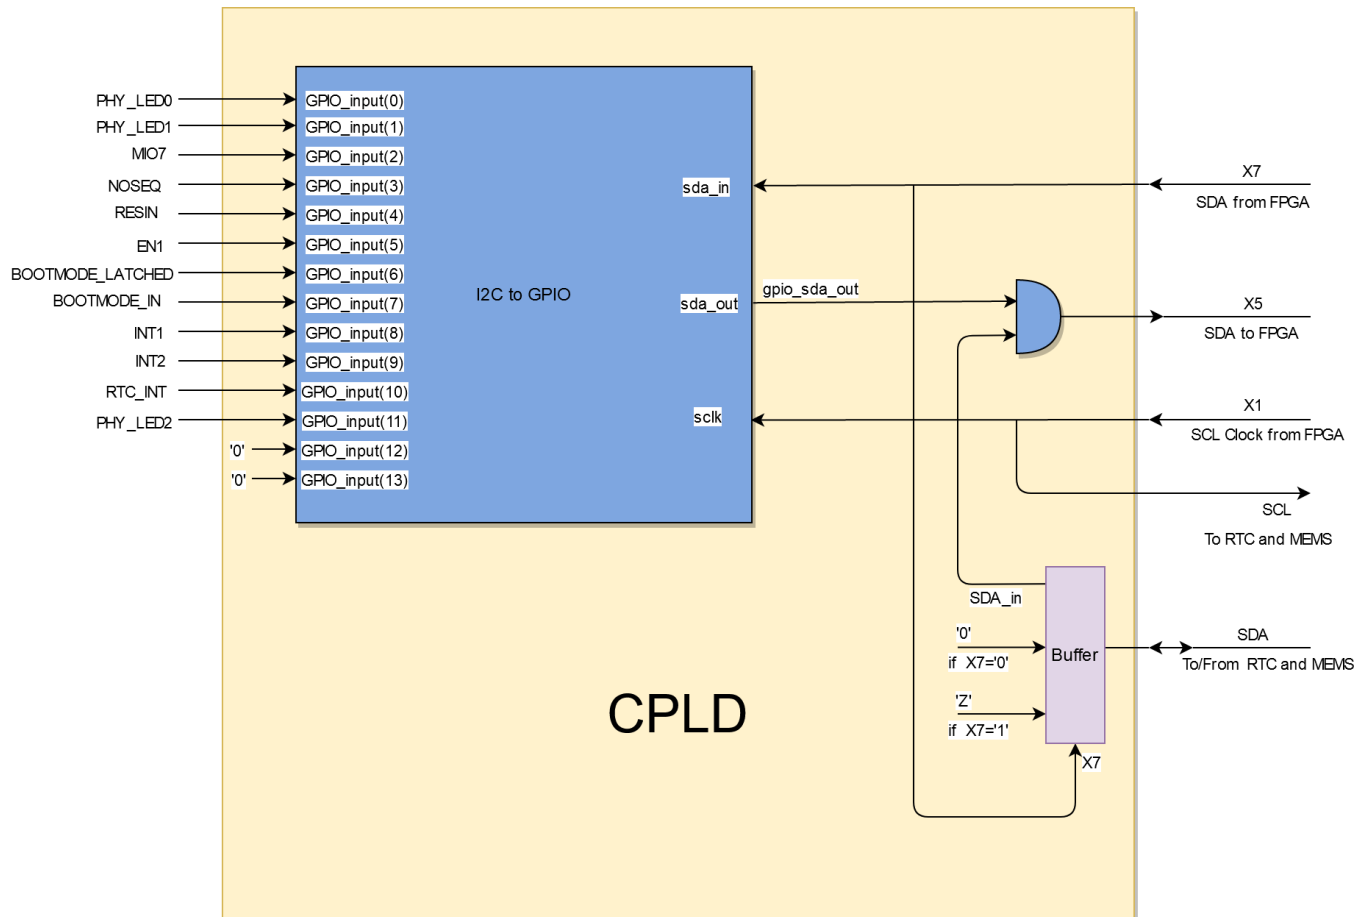 PHY_LED0
GPIO_input(0)
PHY_LED1
GPIO_input(1)
MIO7
GPIO_input(2)
NOSEQ
GPIO_input(3)
RESIN
GPIO_input(4)
EN1
GPIO_input(5)
BOOTMODE_LATCHED
GPIO_input(6)
BOOTMODE_IN
GPIO_input(7)
INT1
GPIO_input(8)
INT2
GPIO_input(9)
RTC_INT
GPIO_input(10)
PHY_LED2
GPIO_input(11)
'0'
GPIO_input(12)
'0'
GPIO_input(13)
I2C to GPIO
sda_in
sda_out
sclk
gpio_sda_out
X7
SDA from FPGA
X5
SDA to FPGA
X1
SCL Clock from FPGA
SCL
To RTC and MEMS
SDA_in
'0'
if X7='0'
'Z'
if X7='1'
Buffer
X7
SDA
To/From RTC and MEMS
CPLD